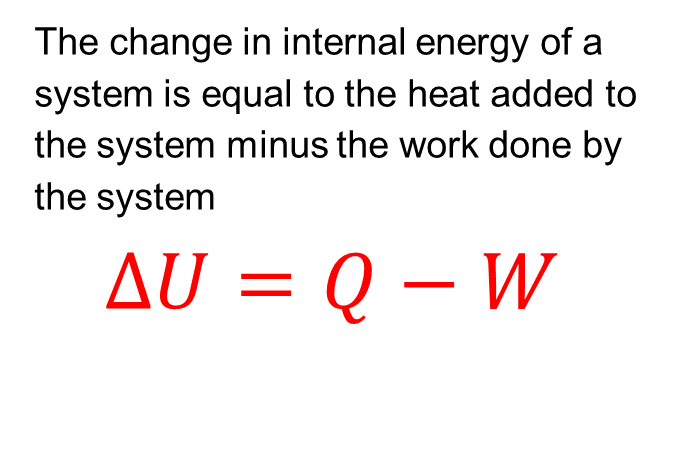 The change in internal energy of a
system is equal to the heat added to
the system minus the work done by
the system
ΔU = Q − W